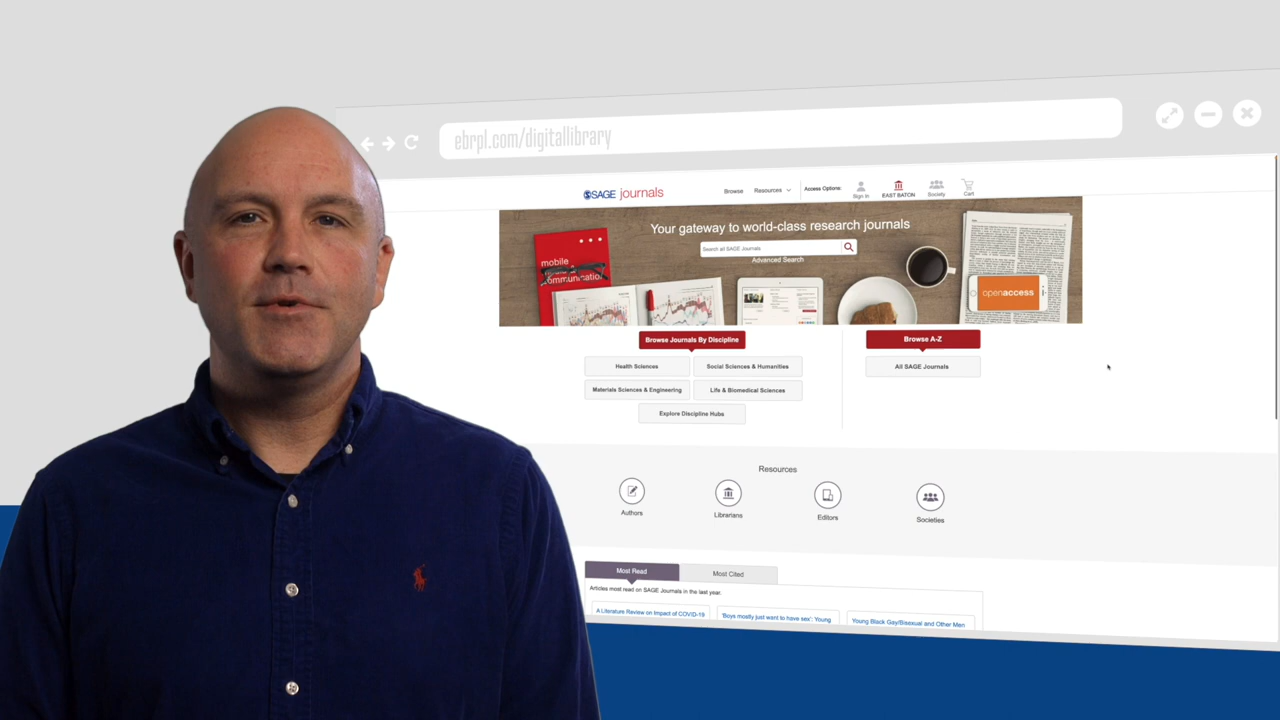 ebrpl.com/digitallibrary
SAGE journals
Browse
Resources
Access Options:
Sign In
EAST BATON
Society
Cart
Your gateway to world-class research journals
Search all SAGE Journals
Advanced Search
mobile
communication
openaccess
Browse Journals By Discipline
Browse A-Z
Health Sciences
Social Sciences & Humanities
All SAGE Journals
Materials Sciences & Engineering
Life & Biomedical Sciences
Explore Discipline Hubs
Resources
Authors
Librarians
Editors
Societies
Most Read
Most Cited
Articles most read on SAGE Journals in the last year.
A Literature Review on Impact of COVID-19
'Boys mostly just want to have sex': Young
Young Black Gay/Bisexual and Other Men